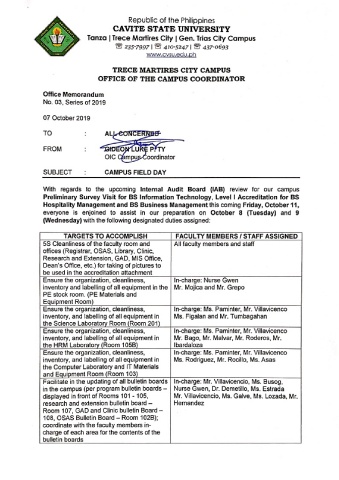 Republic of the Philippines
CAVITE STATE UNIVERSITY
Tanza | Trece Martires City | Gen. Trias City Campus
☏ 235-7997 | ☏ 410-5247 | ☏ 437-0693
www.cvsu.edu.ph
TRECE MARTIRES CITY CAMPUS
OFFICE OF THE CAMPUS COORDINATOR
Office Memorandum
No. 03, Series of 2019
07 October 2019
TO : ALL CONCERNED
FROM : GIDEON LURE P/TY
OIC Campus Coordinator
SUBJECT : CAMPUS FIELD DAY
With regards to the upcoming Internal Audit Board (IAB) review for our campus
Preliminary Survey Visit for BS Information Technology, Level I Accreditation for BS
Hospitality Management and BS Business Management this coming Friday, October 11,
everyone is enjoined to assist in our preparation on October 8 (Tuesday) and 9
(Wednesday) with the following designated duties assigned:
TARGETS TO ACCOMPLISH FACULTY MEMBERS / STAFF ASSIGNED
5S Cleanliness of the faculty room and All faculty members and staff
offices (Registrar, OSAS, Library, Clinic,
Research and Extension, GAD, MIS Office,
Dean's Office, etc.) for taking of pictures to
be used in the accreditation attachment
Ensure the organization, cleanliness, In-charge: Nurse Gwen
inventory and labelling of all equipment in the Mr. Mojica and Mr. Grepo
PE stock room. (PE Materials and
Equipment Room)
Ensure the organization, cleanliness, In-charge: Ms. Paminter, Mr. Villavicenco
inventory, and labelling of all equipment in Ms. Figalan and Mr. Tumbagahan
the Science Laboratory Room (Room 201)
Ensure the organization, cleanliness, In-charge: Ms. Paminter, Mr. Villavicenco
inventory, and labelling of all equipment in Mr. Bago, Mr. Malvar, Mr. Roderos, Mr.
the HRM Laboratory (Room 105B) Ibaldaloza
Ensure the organization, cleanliness, In-charge: Ms. Paminter, Mr. Villavicenco
inventory, and labelling of all equipment in Ms. Rodriguez, Mr. Rocillo, Ms. Asas
the Computer Laboratory and IT Materials
and Equipment Room (Room 103)
Facilitate in the updating of all bulletin boards In-charge: Mr. Villavicencio, Ms. Busog,
in the campus (per program bulletin boards – Nurse Gwen, Dr. Demetillo, Ms. Estrada
displayed in front of Rooms 101 - 105, Mr. Villavicencio, Ms. Galve, Ms. Lozada, Mr.
research and extension bulletin board – Hernandez
Room 107, GAD and Clinic bulletin Board –
108, OSAS Bulletin Board – Room 102B);
coordinate with the faculty members in-
charge of each area for the contents of the
bulletin boards